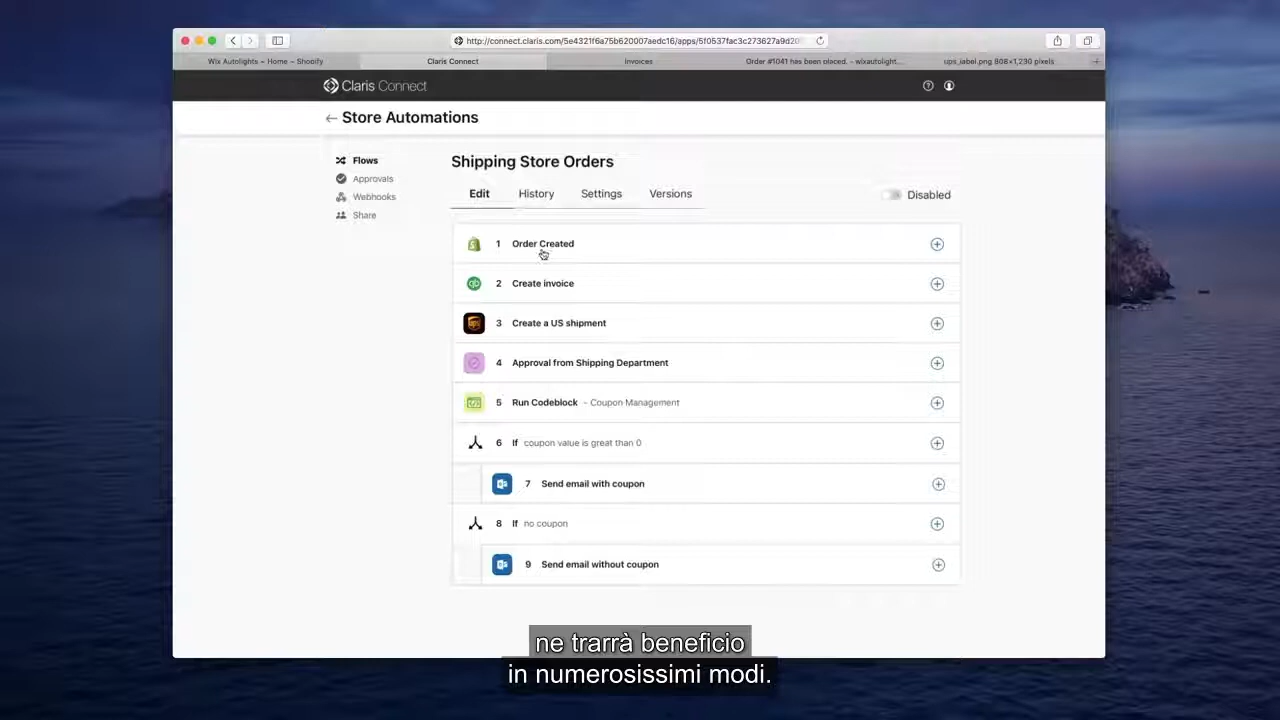 http://connect.claris.com/5e4321f6a75b620007aedc16/apps/5f0537fac3c273627a9d20
Wix Autolights – Home – Shopify
Claris Connect
Invoices
Order #1041 has been placed. – wixautolight...
ups_label.png 808×1,230 pixels
Claris Connect
← Store Automations
Flows
Approvals
Webhooks
Share
Shipping Store Orders
Edit
History
Settings
Versions
Disabled
1 Order Created
2 Create invoice
3 Create a US shipment
4 Approval from Shipping Department
5 Run Codeblock - Coupon Management
6 If coupon value is great than 0
7 Send email with coupon
8 If no coupon
9 Send email without coupon
ne trarrà beneficio
in numerosissimi modi.